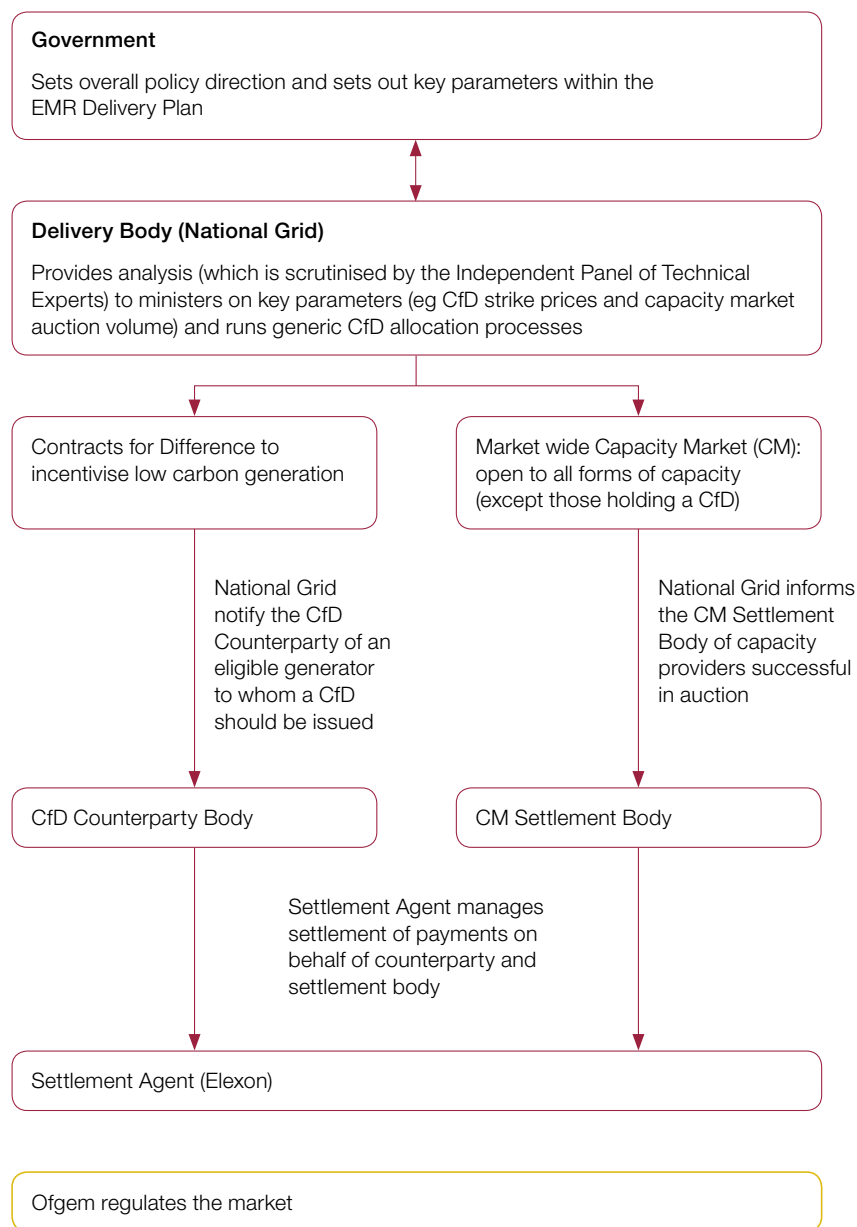 Government
Sets overall policy direction and sets out key parameters within the
EMR Delivery Plan
Delivery Body (National Grid)
Provides analysis (which is scrutinised by the Independent Panel of Technical
Experts) to ministers on key parameters (eg CfD strike prices and capacity market
auction volume) and runs generic CfD allocation processes
Contracts for Difference to
incentivise low carbon generation
Market wide Capacity Market (CM):
open to all forms of capacity
(except those holding a CfD)
National Grid
notify the CfD
Counterparty of an
eligible generator
to whom a CfD
should be issued
National Grid informs
the CM Settlement
Body of capacity
providers successful
in auction
CfD Counterparty Body
CM Settlement Body
Settlement Agent manages
settlement of payments on
behalf of counterparty and
settlement body
Settlement Agent (Elexon)
Ofgem regulates the market